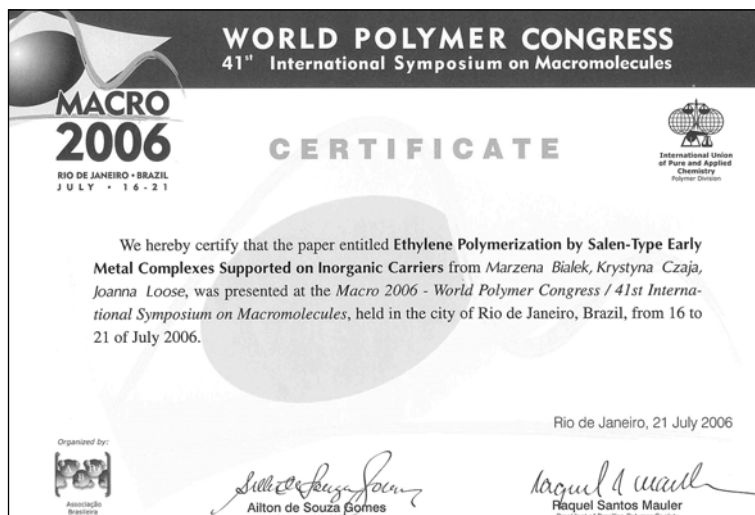 WORLD POLYMER CONGRESS
41st International Symposium on Macromolecules
MACRO
2006
RIO DE JANEIRO • BRAZIL
JULY • 16-21
CERTIFICATE
International Union
of Pure and Applied
Chemistry
Polymer Division
We hereby certify that the paper entitled Ethylene Polymerization by Salen-Type Early
Metal Complexes Supported on Inorganic Carriers from Marzena Bialek, Krystyna Czaja,
Joanna Loose, was presented at the Macro 2006 - World Polymer Congress / 41st Interna-
tional Symposium on Macromolecules, held in the city of Rio de Janeiro, Brazil, from 16 to
21 of July 2006.
Rio de Janeiro, 21 July 2006
Organized by:
Associação
Brasileira
Ailton de Souza Gomes
Raquel Santos Mauler